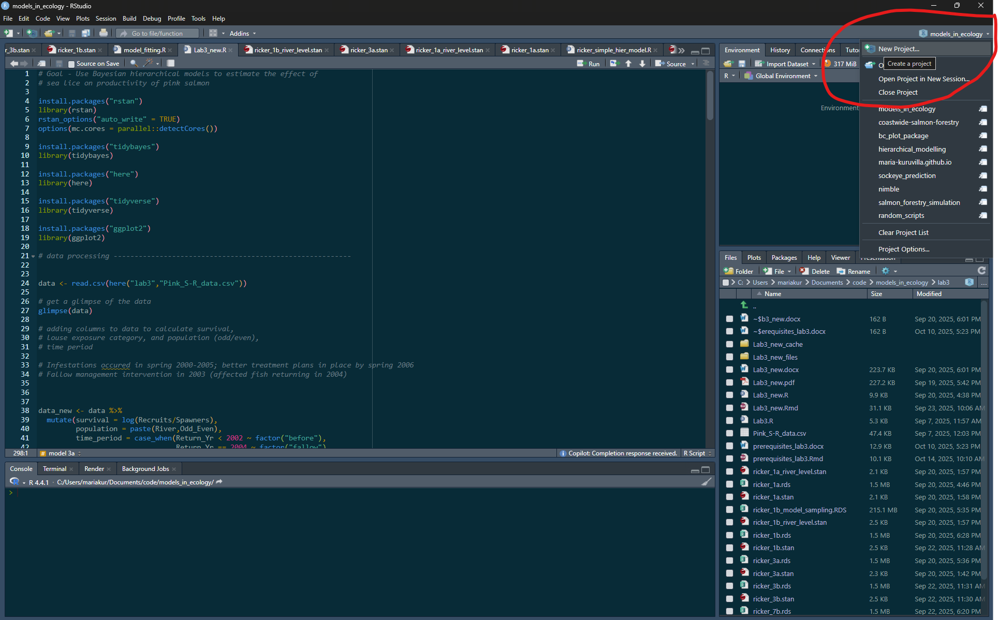 models_in_ecology - RStudio
File Edit Code View Plots Session Build Debug Profile Tools Help
Go to file/function Addins models_in_ecology
r_3b.stan ricker_1b.stan model_fitting.R Lab3_new.R ricker_1b_river_level.stan ricker_3a.stan ricker_1a_river_level.stan ricker_1a.stan ricker_simple_hier_model.R
Source on Save Run Source
1 # Goal - Use Bayesian hierarchical models to estimate the effect of
2 # sea lice on productivity of pink salmon
3
4 install.packages("rstan")
5 library(rstan)
6 rstan_options("auto_write" = TRUE)
7 options(mc.cores = parallel::detectCores())
8
9 install.packages("tidybayes")
10 library(tidybayes)
11
12 install.packages("here")
13 library(here)
14
15 install.packages("tidyverse")
16 library(tidyverse)
17
18 install.packages("ggplot2")
19 library(ggplot2)
20
21 # data processing ---------------------------------------------------------
22
23
24 data <- read.csv(here("lab3","Pink_S-R_data.csv"))
25
26 # get a glimpse of the data
27 glimpse(data)
28
29 # adding columns to data to calculate survival,
30 # louse exposure category, and population (odd/even),
31 # time period
32
33 # Infestations occured in spring 2000-2005; better treatment plans in place by spring 2006
34 # Fallow management intervention in 2003 (affected fish returning in 2004)
35
36
37
38 data_new <- data %>%
39 mutate(survival = log(Recruits/Spawners),
40 population = paste(River,Odd_Even),
41 time_period = case_when(Return_Yr < 2002 ~ factor("before"),
42 Return_Yr == 2004 ~ factor("fallow")
298:1 # model 3a Copilot: Completion response received. R Script
Console Terminal Render Background Jobs
R 4.4.1 · C:/Users/mariakur/Documents/code/models_in_ecology/
>
Environment History Connections Tutor
Import Dataset 317 MiB
R Global Environment
Environment
New Project...
Create a project
Open Project in New Session...
Close Project
models_in_ecology
coastwide-salmon-forestry
bc_plot_package
hierarchical_modelling
maria-kuruvilla.github.io
sockeye_prediction
nimble
salmon_forestry_simulation
random_scripts
Clear Project List
Project Options...
Files Plots Packages Help Viewer Presentation
Folder File Delete Rename
C: Users mariakur Documents code models_in_ecology lab3 ...
Name Size Modified
..
~$b3_new.docx 162 B Sep 20, 2025, 6:01 PM
~$erequisites_lab3.docx 162 B Oct 10, 2025, 5:23 PM
Lab3_new_cache
Lab3_new_files
Lab3_new.docx 223.7 KB Sep 20, 2025, 6:01 PM
Lab3_new.pdf 227.2 KB Sep 19, 2025, 5:42 PM
Lab3_new.R 9.9 KB Sep 20, 2025, 4:38 PM
Lab3_new.Rmd 31.1 KB Sep 23, 2025, 10:06 AM
Lab3.R 5.3 KB Sep 7, 2025, 11:57 AM
Pink_S-R_data.csv 47.4 KB Sep 7, 2025, 12:03 PM
prerequisites_lab3.docx 12.9 KB Oct 10, 2025, 5:23 PM
prerequisites_lab3.Rmd 10.1 KB Oct 14, 2025, 10:10 AM
ricker_1a_river_level.stan 2.1 KB Sep 20, 2025, 1:57 PM
ricker_1a.rds 1.5 MB Sep 20, 2025, 4:46 PM
ricker_1a.stan 2.1 KB Sep 20, 2025, 1:58 PM
ricker_1b_model_sampling.RDS 215.1 MB Sep 20, 2025, 5:35 PM
ricker_1b_river_level.stan 2.5 KB Sep 20, 2025, 1:57 PM
ricker_1b.rds 1.5 MB Sep 20, 2025, 6:28 PM
ricker_1b.stan 2.5 KB Sep 22, 2025, 11:28 AM
ricker_3a.rds 1.5 MB Sep 20, 2025, 5:36 PM
ricker_3a.stan 2.3 KB Sep 20, 2025, 1:42 PM
ricker_3b.rds 1.5 MB Sep 22, 2025, 11:31 AM
ricker_3b.stan 2.5 KB Sep 22, 2025, 11:30 AM
ricker_7b.rds 1.5 MB Sep 22, 2025, 6:20 PM